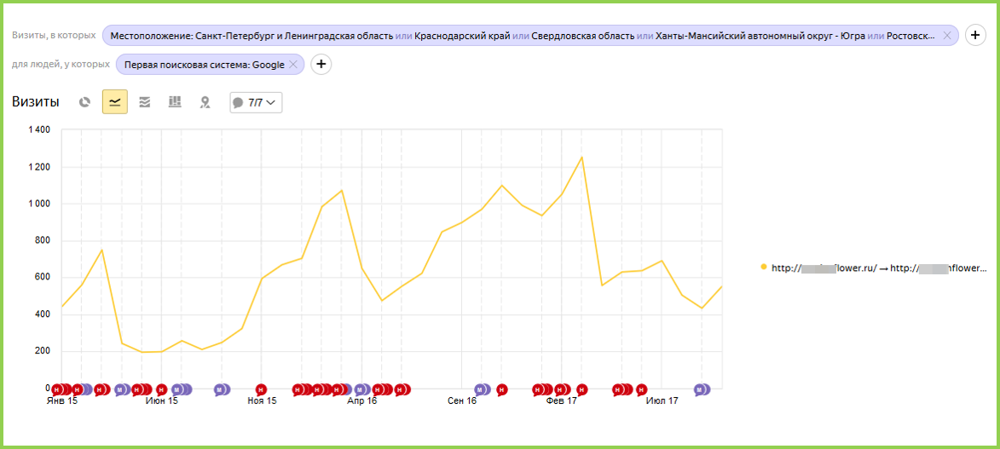 Визиты, в которых Местоположение: Санкт-Петербург и Ленинградская область или Краснодарский край или Свердловская область или Ханты-Мансийский автономный округ - Югра или Ростовск... × +
для людей, у которых Первая поисковая система: Google × +
Визиты 7/7
1 400
1 200
1 000
800
600
400
200
0
http:// flower.ru/ → http:// nflower...
Н Н Н М Н Н М М Н Н Н Н М Н Н М Н Н Н Н Н Н М
Янв 15 Июн 15 Ноя 15 Апр 16 Сен 16 Фев 17 Июл 17